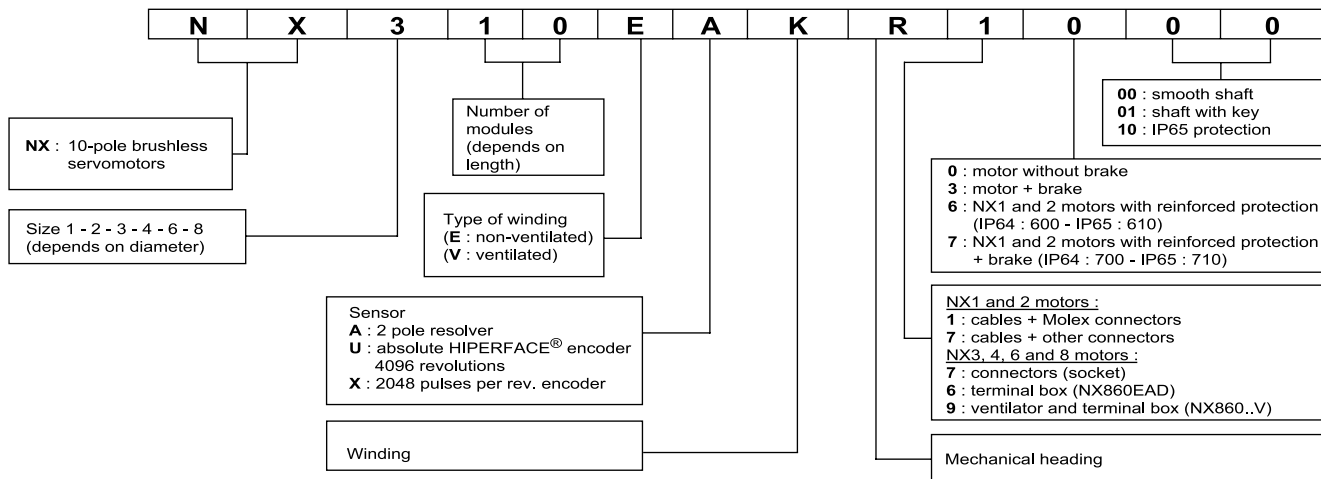 N X 3 1 0 E A K R 1 0 0 0
NX : 10-pole brushless
servomotors
Size 1 - 2 - 3 - 4 - 6 - 8
(depends on diameter)
Number of
modules
(depends on
length)
Type of winding
(E : non-ventilated)
(V : ventilated)
Sensor
A : 2 pole resolver
U : absolute HIPERFACE® encoder
4096 revolutions
X : 2048 pulses per rev. encoder
Winding
00 : smooth shaft
01 : shaft with key
10 : IP65 protection
0 : motor without brake
3 : motor + brake
6 : NX1 and 2 motors with reinforced protection
(IP64 : 600 - IP65 : 610)
7 : NX1 and 2 motors with reinforced protection
+ brake (IP64 : 700 - IP65 : 710)
NX1 and 2 motors :
1 : cables + Molex connectors
7 : cables + other connectors
NX3, 4, 6 and 8 motors :
7 : connectors (socket)
6 : terminal box (NX860EAD)
9 : ventilator and terminal box (NX860..V)
Mechanical heading